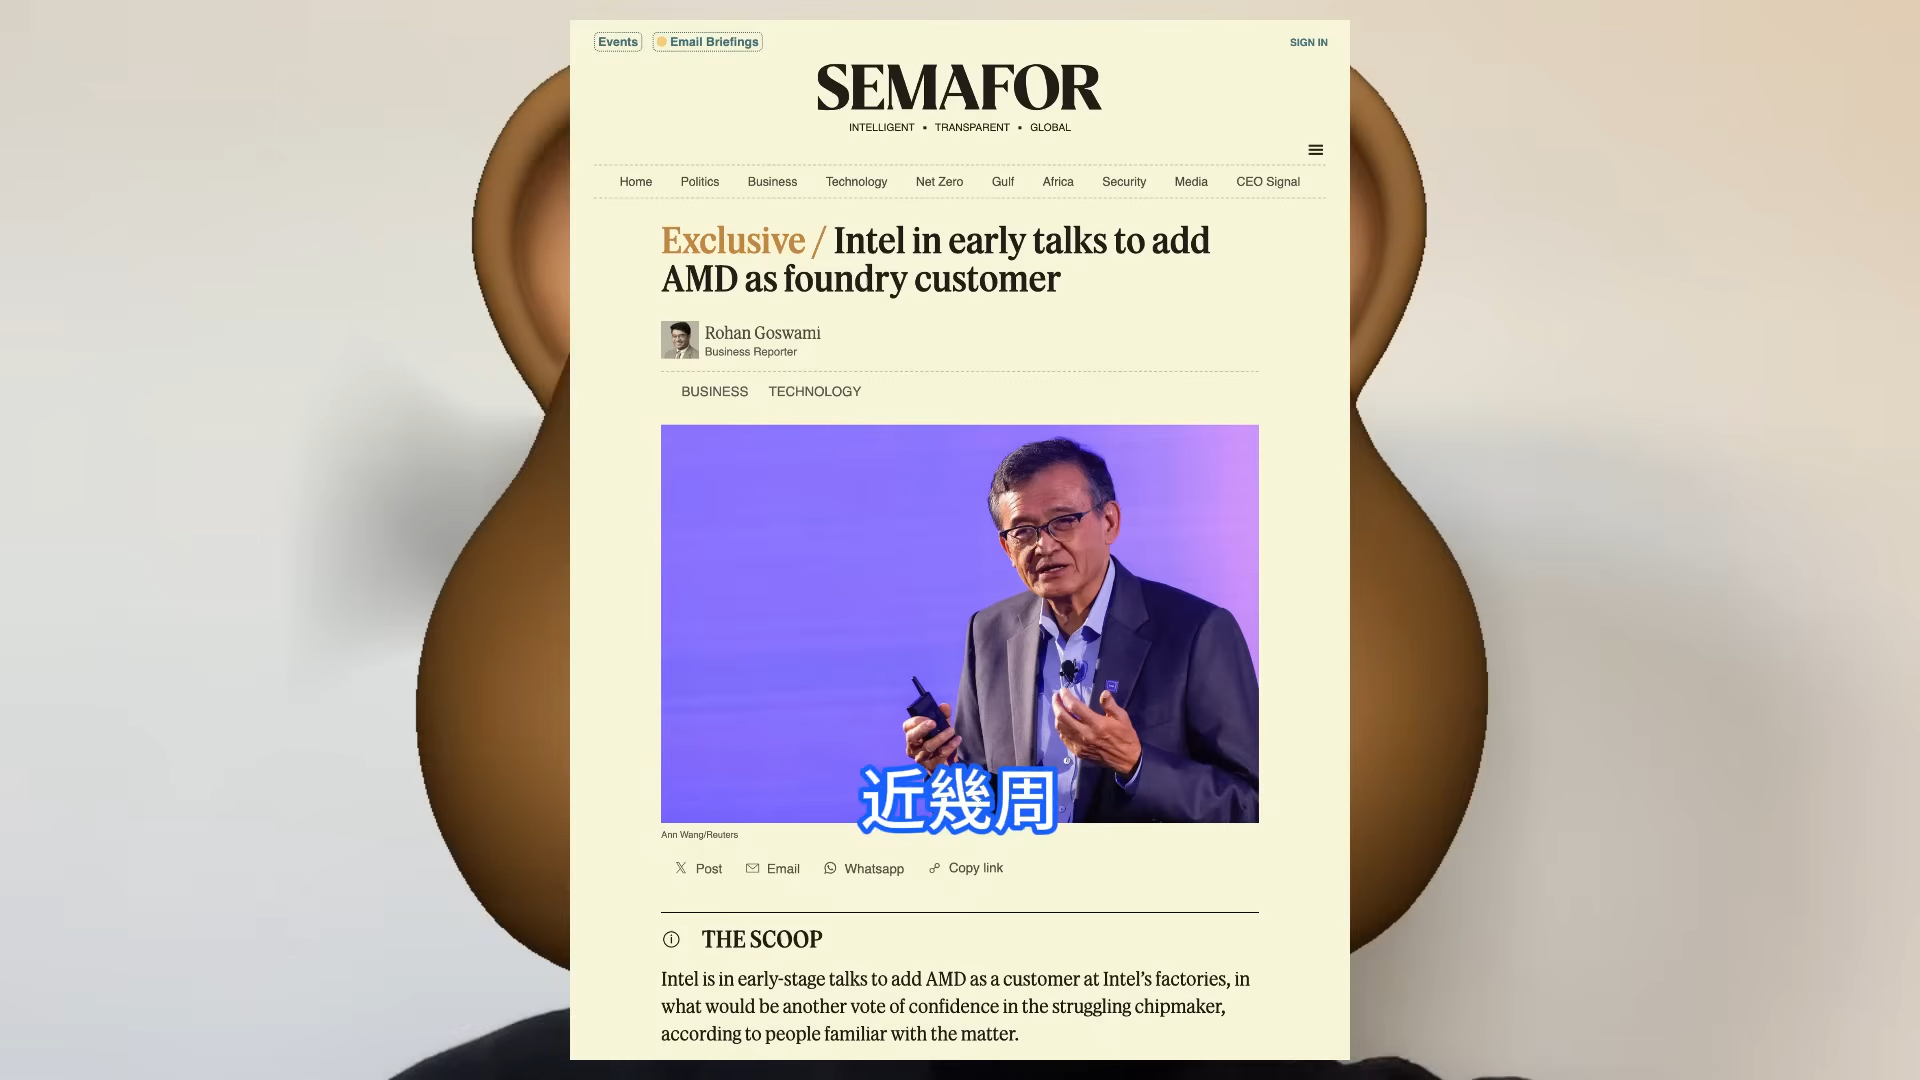 Events
Email Briefings
SIGN IN
SEMAFOR
INTELLIGENT • TRANSPARENT • GLOBAL
Home Politics Business Technology Net Zero Gulf Africa Security Media CEO Signal
Exclusive / Intel in early talks to add
AMD as foundry customer
Rohan Goswami
Business Reporter
BUSINESS TECHNOLOGY
近幾周
Ann Wang/Reuters
Post Email Whatsapp Copy link
THE SCOOP
Intel is in early-stage talks to add AMD as a customer at Intel’s factories, in
what would be another vote of confidence in the struggling chipmaker,
according to people familiar with the matter.